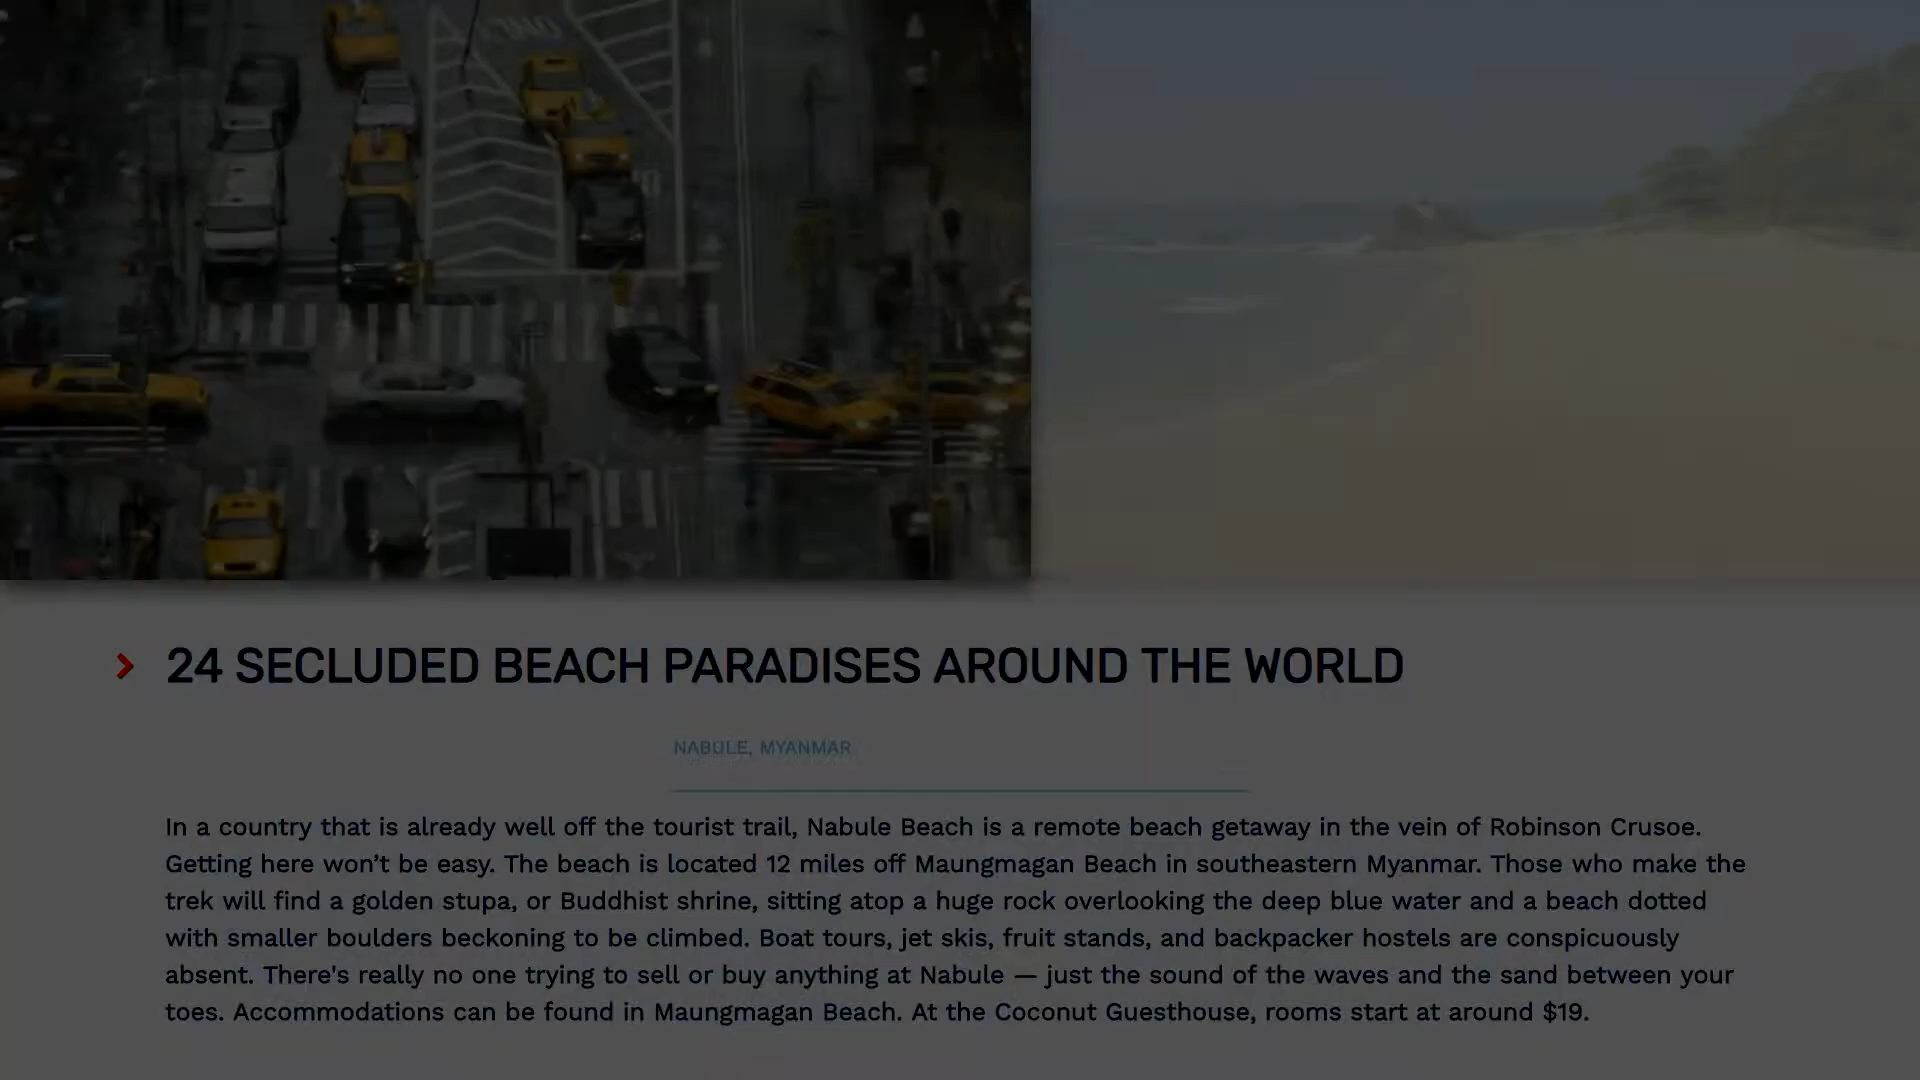 24 SECLUDED BEACH PARADISES AROUND THE WORLD
NABULE, MYANMAR
In a country that is already well off the tourist trail, Nabule Beach is a remote beach getaway in the vein of Robinson Crusoe.
Getting here won’t be easy. The beach is located 12 miles off Maungmagan Beach in southeastern Myanmar. Those who make the
trek will find a golden stupa, or Buddhist shrine, sitting atop a huge rock overlooking the deep blue water and a beach dotted
with smaller boulders beckoning to be climbed. Boat tours, jet skis, fruit stands, and backpacker hostels are conspicuously
absent. There's really no one trying to sell or buy anything at Nabule — just the sound of the waves and the sand between your
toes. Accommodations can be found in Maungmagan Beach. At the Coconut Guesthouse, rooms start at around $19.